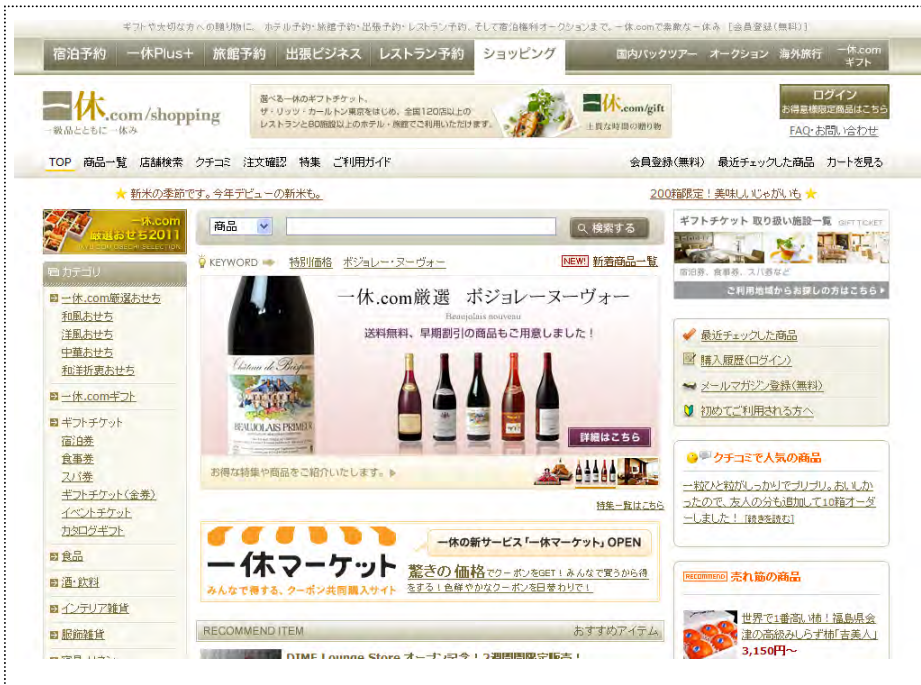 ギフトや大切な方への贈り物に、ホテル予約・旅館予約・出張予約・レストラン予約、そして宿泊権利オークションまで。一休.comで素敵な一休み [会員登録(無料)]
宿泊予約 一休Plus+ 旅館予約 出張ビジネス レストラン予約 ショッピング 国内パックツアー オークション 海外旅行 一休.com
ギフト
一休.com/shopping
一級品とともに一休み
選べる一休のギフトチケット、
ザ・リッツ・カールトン東京をはじめ、全国120店以上の
レストランと80施設以上のホテル・旅館でご利用いただけます。
一休.com/gift
上質な時間の贈り物
ログイン
お得意様限定商品はこちら
FAQ・お問い合わせ
TOP 商品一覧 店舗検索 クチコミ 注文確認 特集 ご利用ガイド 会員登録(無料) 最近チェックした商品 カートを見る
新米の季節です。今年デビューの新米も。 200箱限定！美味しいじゃがいも
一休.com
厳選おせち2011
商品 検索する
KEYWORD 特別価格 ボジョレー・ヌーヴォー NEW! 新着商品一覧
カテゴリ
一休.com厳選おせち
和風おせち
洋風おせち
中華おせち
和洋折衷おせち
一休.comギフト
ギフトチケット
宿泊券
食事券
スパ券
ギフトチケット(金券)
イベントチケット
カタログギフト
食品
酒・飲料
インテリア雑貨
服飾雑貨
一休.com厳選 ボジョレーヌーヴォー
Beaujolais nouveau
送料無料、早期割引の商品もご用意しました！
BEAUJOLAIS PRIMEUR
詳細はこちら
お得な特集や商品をご紹介いたします。
特集一覧はこちら
一休マーケット
みんなで得する、クーポン共同購入サイト
一休の新サービス「一休マーケット」OPEN
驚きの価格でクーポンをGET！みんなで買うから得
をする！色鮮やかなクーポンを日替わりで！
RECOMMEND ITEM おすすめアイテム
DIME Lounge Store オープン記念！2週間限定販売！
ギフトチケット 取り扱い施設一覧 GIFT TICKET
宿泊券、食事券、スパ券など
ご利用地域からお探しの方はこちら
最近チェックした商品
購入履歴(ログイン)
メールマガジン登録(無料)
初めてご利用される方へ
クチコミで人気の商品
一粒ひと粒がしっかりでプリプリ。おいしか
ったので、友人の分も追加して10箱オーダ
ーしました！ [続きを読む]
RECOMMEND 売れ筋の商品
世界で1番高い柿！福島県会
津の高級みしらず柿「吉美人」
3,150円〜